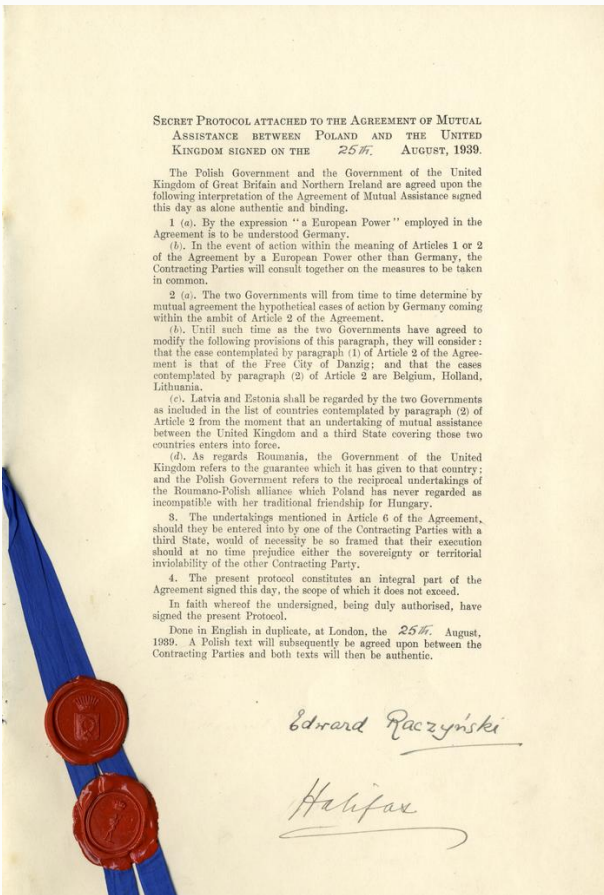 SECRET PROTOCOL ATTACHED TO THE AGREEMENT OF MUTUAL
ASSISTANCE BETWEEN POLAND AND THE UNITED
KINGDOM SIGNED ON THE 25th. AUGUST, 1939.
The Polish Government and the Government of the United
Kingdom of Great Britain and Northern Ireland are agreed upon the
following interpretation of the Agreement of Mutual Assistance signed
this day as alone authentic and binding.
1 (a). By the expression "a European Power" employed in the
Agreement is to be understood Germany.
(b). In the event of action within the meaning of Articles 1 or 2
of the Agreement by a European Power other than Germany, the
Contracting Parties will consult together on the measures to be taken
in common.
2 (a). The two Governments will from time to time determine by
mutual agreement the hypothetical cases of action by Germany coming
within the ambit of Article 2 of the Agreement.
(b). Until such time as the two Governments have agreed to
modify the following provisions of this paragraph, they will consider:
that the case contemplated by paragraph (1) of Article 2 of the Agree-
ment is that of the Free City of Danzig; and that the cases
contemplated by paragraph (2) of Article 2 are Belgium, Holland,
Lithuania.
(c). Latvia and Estonia shall be regarded by the two Governments
as included in the list of countries contemplated by paragraph (2) of
Article 2 from the moment that an undertaking of mutual assistance
between the United Kingdom and a third State covering those two
countries enters into force.
(d). As regards Roumania, the Government of the United
Kingdom refers to the guarantee which it has given to that country;
and the Polish Government refers to the reciprocal undertakings of
the Roumano-Polish alliance which Poland has never regarded as
incompatible with her traditional friendship for Hungary.
3. The undertakings mentioned in Article 6 of the Agreement,
should they be entered into by one of the Contracting Parties with a
third State, would of necessity be so framed that their execution
should at no time prejudice either the sovereignty or territorial
inviolability of the other Contracting Party.
4. The present protocol constitutes an integral part of the
Agreement signed this day, the scope of which it does not exceed.
In faith whereof the undersigned, being duly authorised, have
signed the present Protocol.
Done in English in duplicate, at London, the 25th. August,
1939. A Polish text will subsequently be agreed upon between the
Contracting Parties and both texts will then be authentic.
Edward Raczyński
Halifax